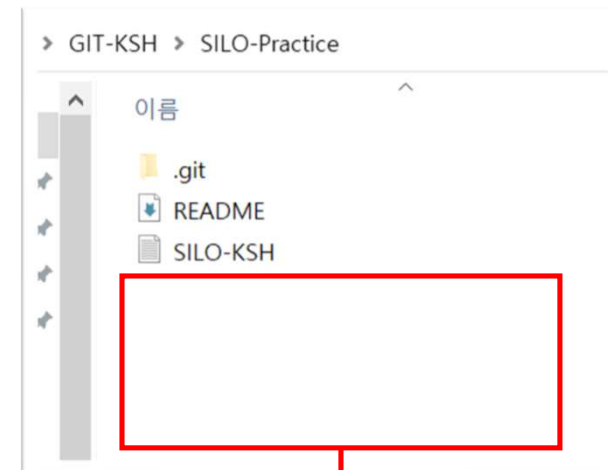 > GIT-KSH > SILO-Practice
이름
.git
README
SILO-KSH